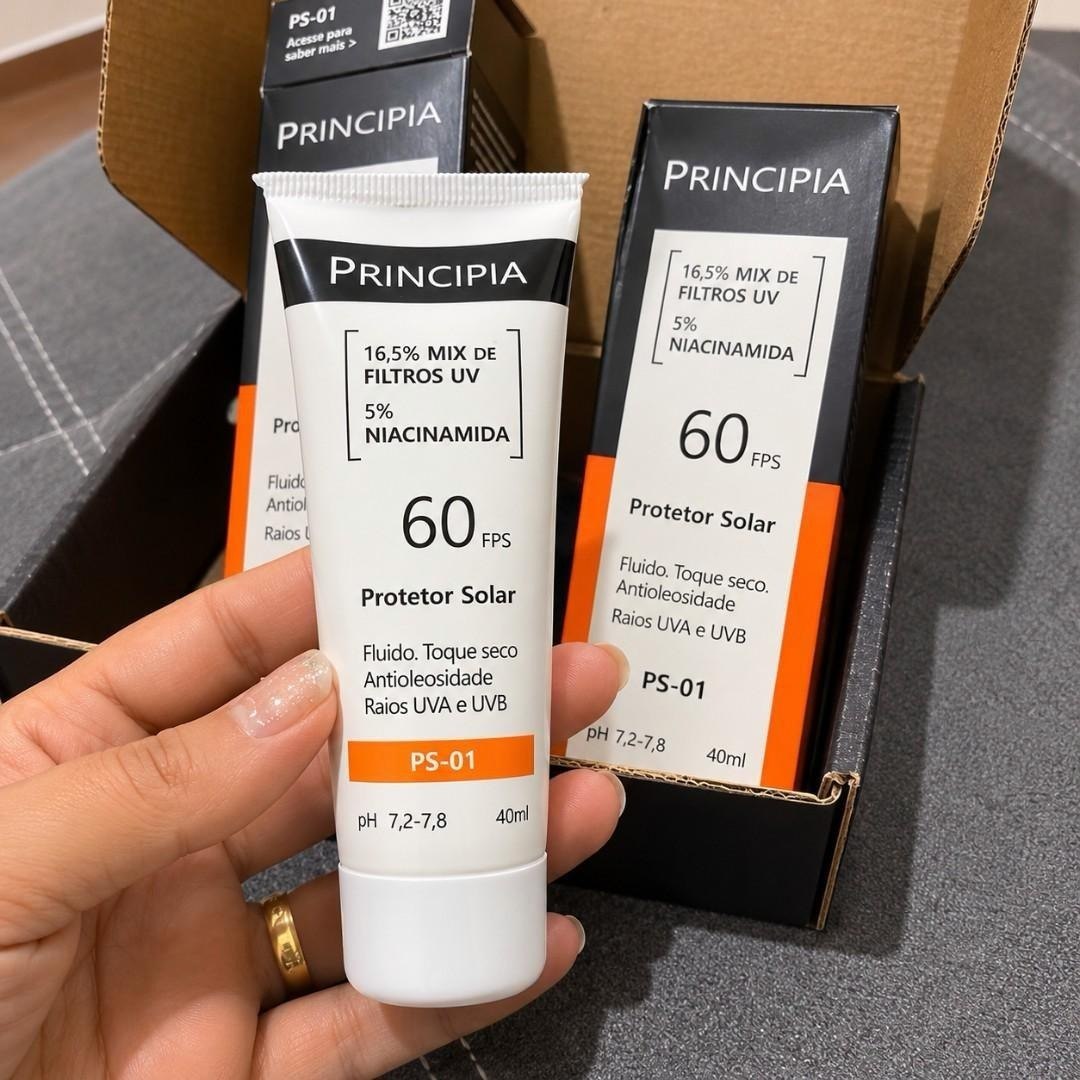 PS-01
Acesse para
saber mais >
PRINCIPIA
Fluido
Raios
PRINCIPIA
16,5% MIX DE
FILTROS UV
5%
NIACINAMIDA
60 FPS
Protetor Solar
Fluido. Toque seco
Antioleosidade
Raios UVA e UVB
PS-01
pH 7,2-7,8 40ml
PRINCIPIA
16,5% MIX DE
FILTROS UV
5%
NIACINAMIDA
60 FPS
Protetor Solar
Fluido. Toque seco.
Antioleosidade
Raios UVA e UVB
PS-01
pH 7,2-7,8 40ml